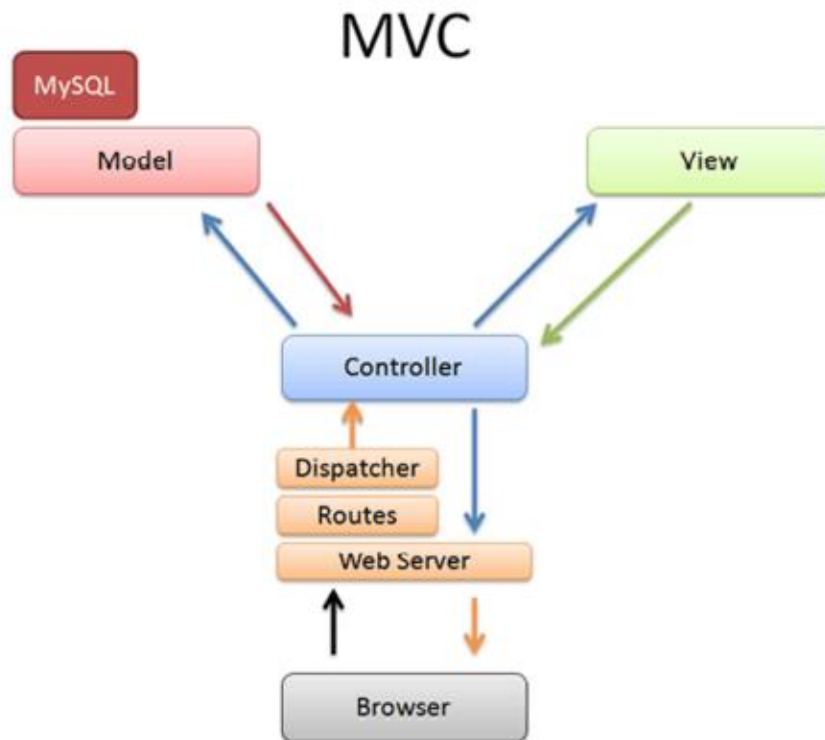 MVC
MySQL
Model
View
Controller
Dispatcher
Routes
Web Server
Browser